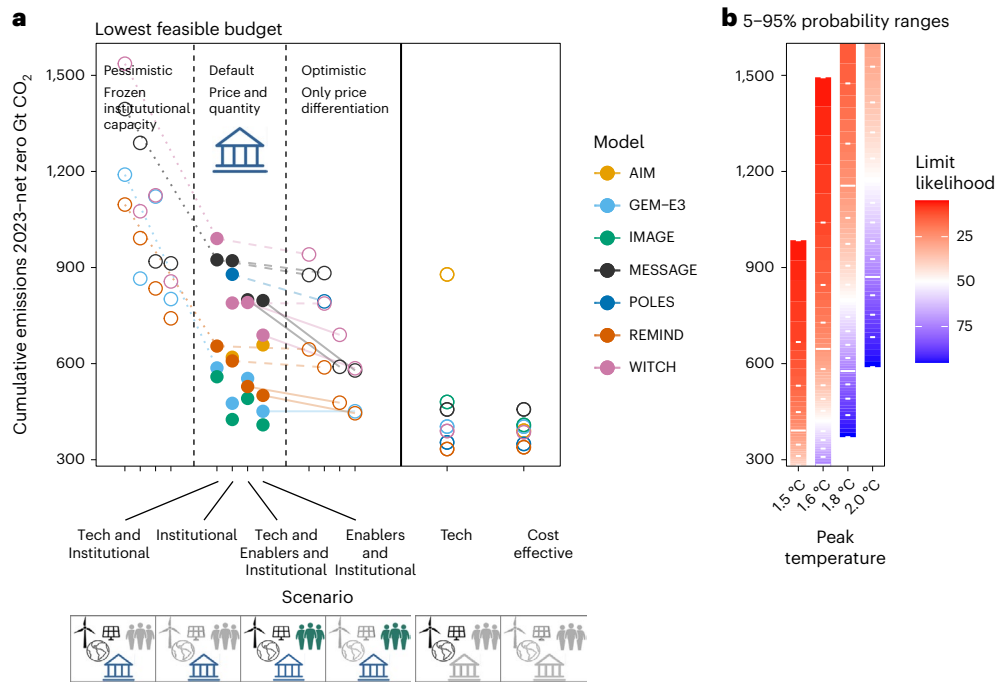 a
Lowest feasible budget
Cumulative emissions 2023–net zero Gt CO2
1,500
1,200
900
600
300
Pessimistic
Frozen
institutional
capacity
Default
Price and
quantity
Optimistic
Only price
differentiation
Tech and
Institutional
Institutional
Tech and
Enablers and
Institutional
Enablers
and
Institutional
Tech
Cost
effective
Scenario
Model
AIM
GEM−E3
IMAGE
MESSAGE
POLES
REMIND
WITCH
b 5–95% probability ranges
1,500
1,200
900
600
300
1.5 °C
1.6 °C
1.8 °C
2.0 °C
Peak
temperature
Limit
likelihood
25
50
75